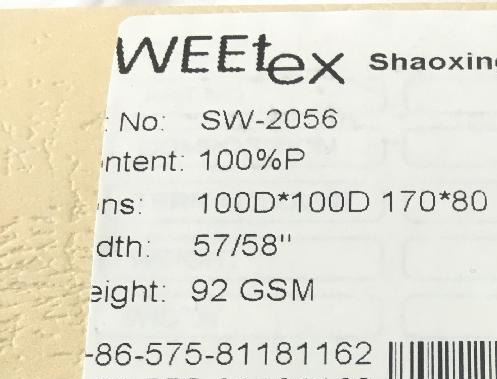 WEEtex Shaoxin
: No: SW-2056
ntent: 100%P
ns: 100D*100D 170*80
dth: 57/58"
eight: 92 GSM
-86-575-81181162